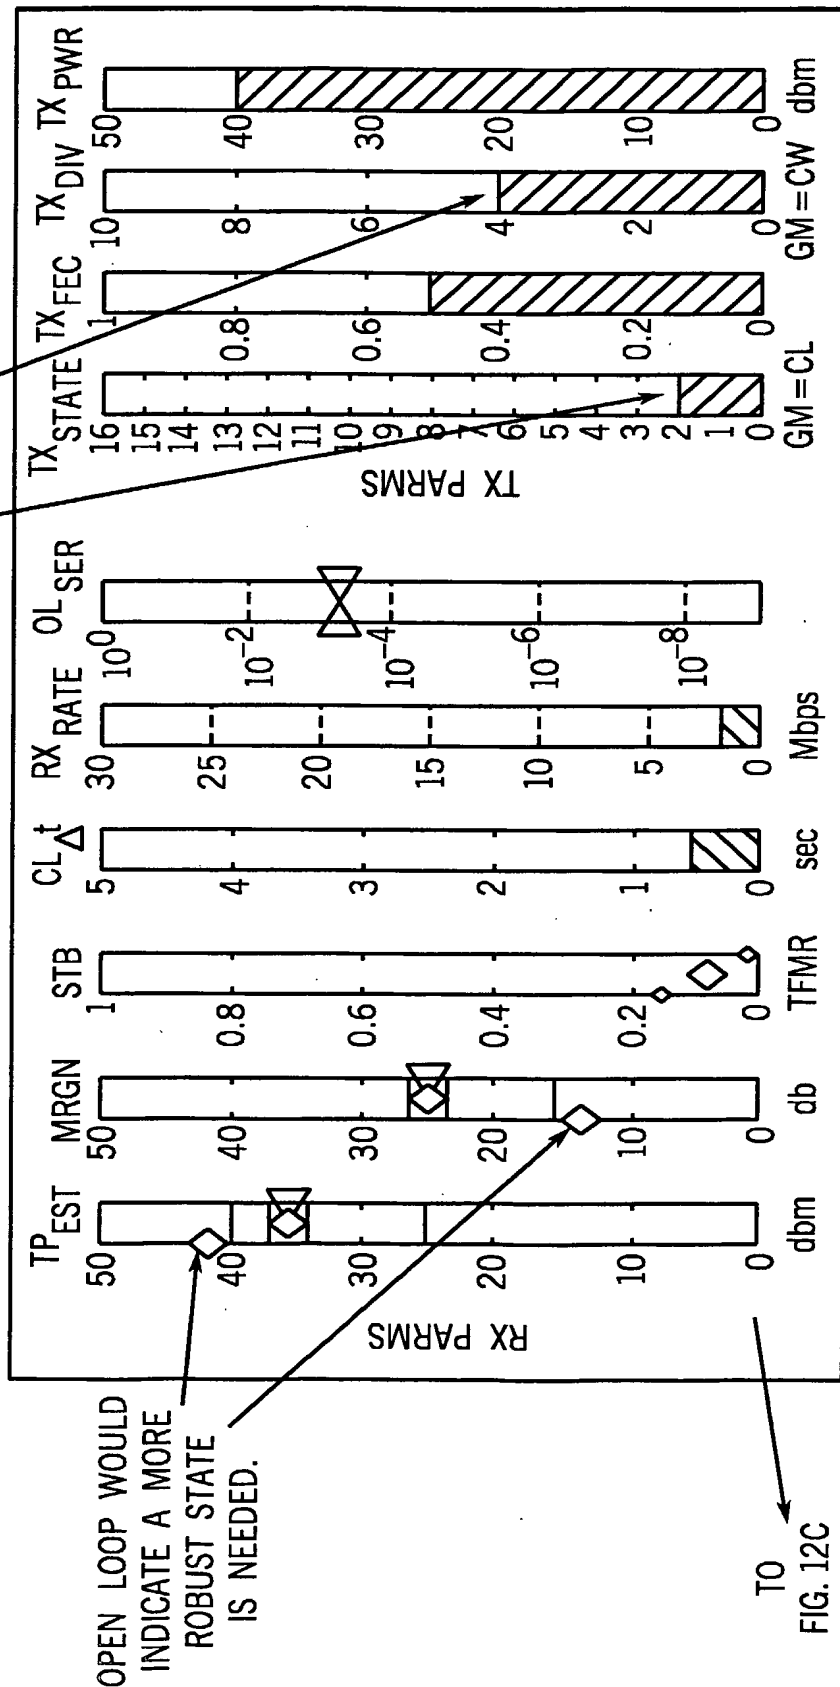 OPEN LOOP WOULD
INDICATE A MORE
ROBUST STATE
IS NEEDED.
TO
FIG. 12C
RX PARMS
TP EST
50
40
30
20
10
0
dbm
MRGN
50
40
30
20
10
0
db
STB
1
0.8
0.6
0.4
0.2
0
TFMR
CL Δt
5
4
3
2
1
0
sec
RX RATE
30
25
20
15
10
5
0
Mbps
OL SER
10⁰
10⁻²
10⁻⁴
10⁻⁶
10⁻⁸
TX PARMS
TX STATE
16
15
14
13
12
11
10
9
8
7
6
5
4
3
2
1
0
GM=CL
TX FEC
1
0.8
0.6
0.4
0.2
0
TX DIV
10
8
6
4
2
0
GM=CW
TX PWR
50
40
30
20
10
0
dbm